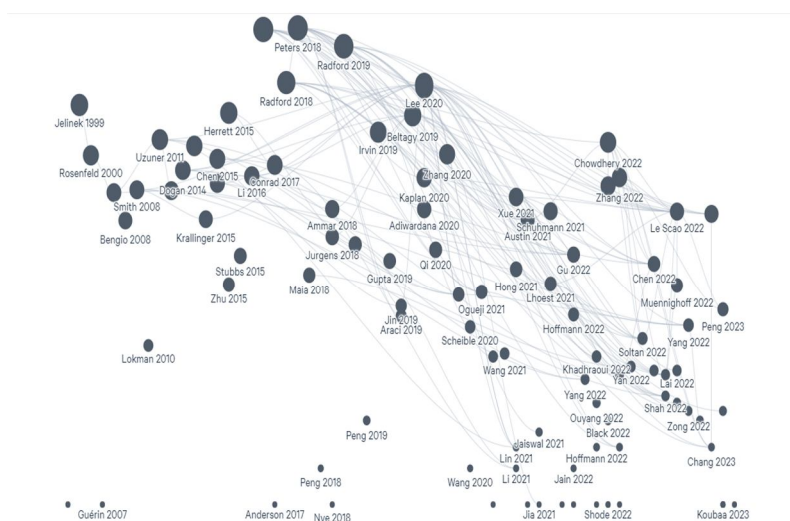 Peters 2018
Radford 2019
Radford 2018
Lee 2020
Jelinek 1999
Herrett 2015
Beltagy 2019
Irvin 2019
Uzuner 2011
Chen 2015
Chowdhery 2022
Rosenfeld 2000
Zhang 2020
Conrad 2017
Dogan 2014
Li 2016
Kaplan 2020
Zhang 2022
Smith 2008
Xue 2021
Schuhmann 2021
Ammar 2018
Adiwardana 2020
Le Scao 2022
Bengio 2008
Krallinger 2015
Austin 2021
Jurgens 2018
Qi 2020
Gu 2022
Stubbs 2015
Gupta 2019
Chen 2022
Maia 2018
Hong 2021
Zhu 2015
Lhoest 2021
Muennighoff 2022
Ogueji 2021
Jin 2019
Hoffmann 2022
Peng 2023
Araci 2019
Scheible 2020
Yang 2022
Soltan 2022
Lokman 2010
Wang 2021
Khadhraoui 2022
Yan 2022
Lai 2022
Yang 2022
Shah 2022
Ouyang 2022
Zong 2022
Peng 2019
Black 2022
Jaiswal 2021
Lin 2021
Hoffmann 2022
Chang 2023
Peng 2018
Wang 2020
Li 2021
Jain 2022
Guérin 2007
Anderson 2017
Nye 2018
Jia 2021
Shode 2022
Koubaa 2023